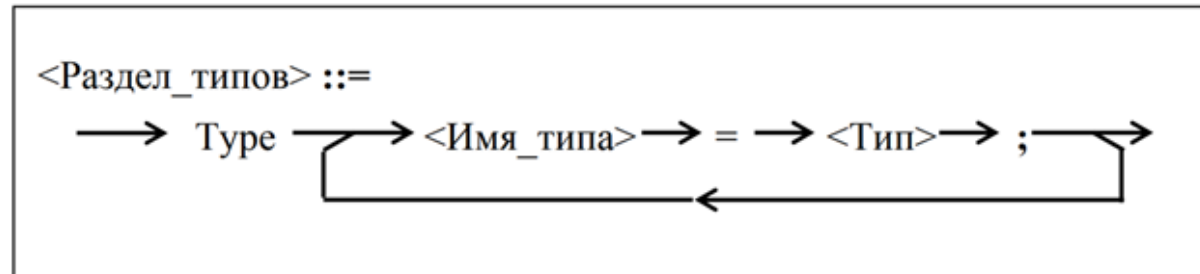 <Раздел_типов> ::=
Type <Имя_типа> = <Тип> ;